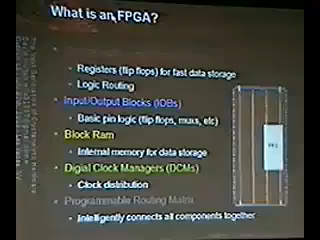 What is an FPGA?
Registers (flip flops) for fast data storage
Logic Routing
Input/Output Blocks (IOBs)
Basic pin logic (flip flops, muxs, etc)
Block Ram
Internal memory for data storage
Digial Clock Managers (DCMs)
Clock distribution
Programmable Routing Matrix
Intelligently connects all components together